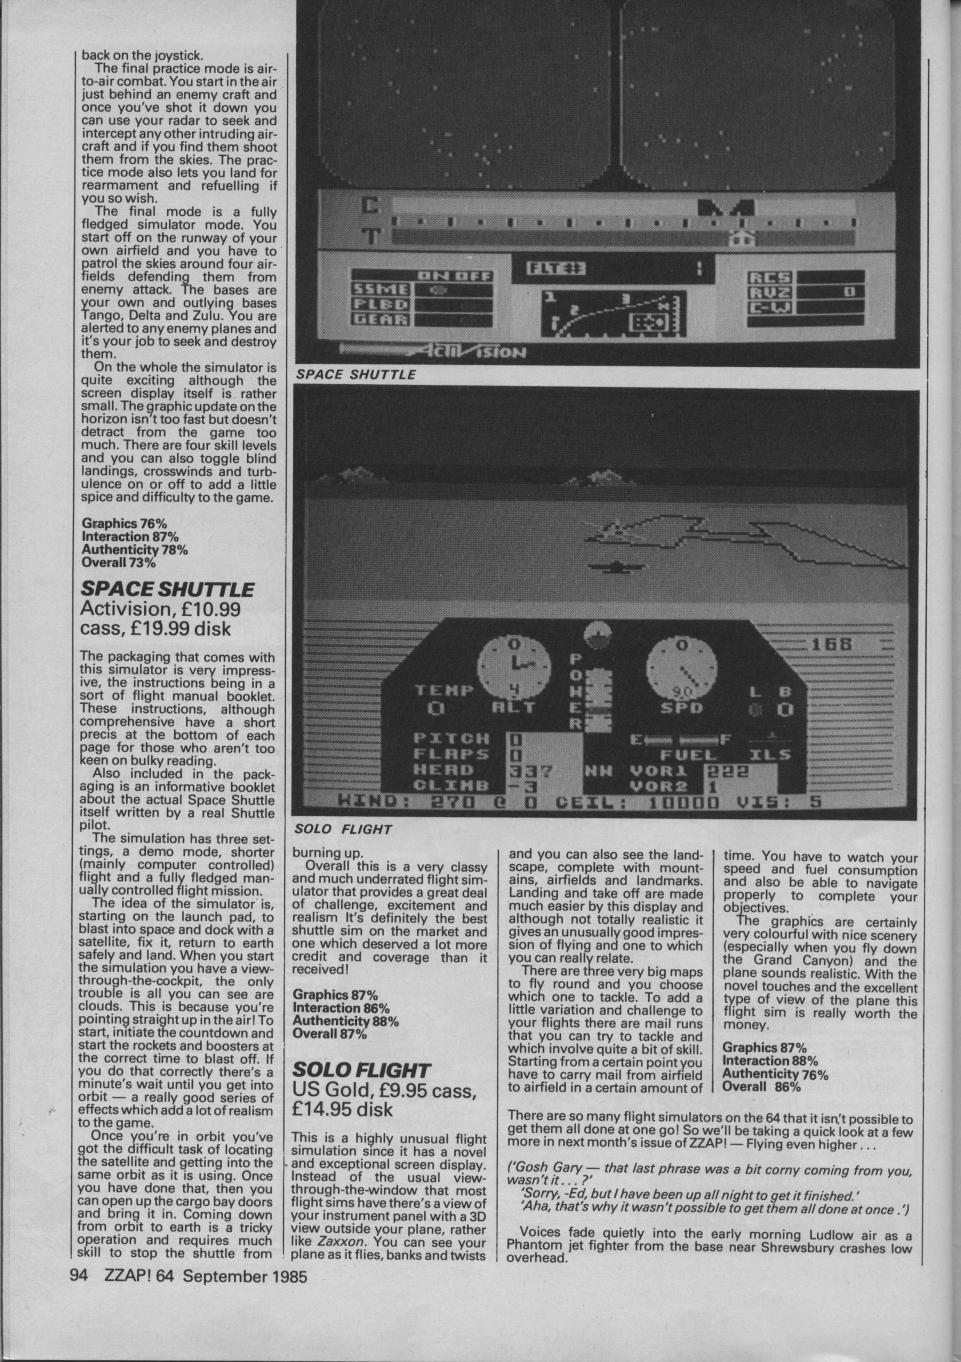 back on the joystick.
The final practice mode is air-
to-air combat. You start in the air
just behind an enemy craft and
once you've shot it down you
can use your radar to seek and
intercept any other intruding air-
craft and if you find them shoot
them from the skies. The prac-
tice mode also lets you land for
rearmament and refuelling if
you so wish.
The final mode is a fully
fledged simulator mode. You
start off on the runway of your
own airfield and you have to
patrol the skies around four air-
fields defending them from
enemy attack. The bases are
your own and outlying bases
Tango, Delta and Zulu. You are
alerted to any enemy planes and
it's your job to seek and destroy
them.
On the whole the simulator is
quite exciting although the
screen display itself is rather
small. The graphic update on the
horizon isn't too fast but doesn't
detract from the game too
much. There are four skill levels
and you can also toggle blind
landings, crosswinds and turb-
ulence on or off to add a little
spice and difficulty to the game.
Graphics 76%
Interaction 87%
Authenticity 78%
Overall 73%
SPACE SHUTTLE
Activision, £10.99
cass, £19.99 disk
The packaging that comes with
this simulator is very impress-
ive, the instructions being in a
sort of flight manual booklet.
These instructions, although
comprehensive have a short
precis at the bottom of each
page for those who aren't too
keen on bulky reading.
Also included in the pack-
aging is an informative booklet
about the actual Space Shuttle
itself written by a real Shuttle
pilot.
The simulation has three set-
tings, a demo mode, shorter
(mainly computer controlled)
flight and a fully fledged man-
ually controlled flight mission.
The idea of the simulator is,
starting on the launch pad, to
blast into space and dock with a
satellite, fix it, return to earth
safely and land. When you start
the simulation you have a view-
through-the-cockpit, the only
trouble is all you can see are
clouds. This is because you're
pointing straight up in the air! To
start, initiate the countdown and
start the rockets and boosters at
the correct time to blast off. If
you do that correctly there's a
minute's wait until you get into
orbit — a really good series of
effects which add a lot of realism
to the game.
Once you're in orbit you've
got the difficult task of locating
the satellite and getting into the
same orbit as it is using. Once
you have done that, then you
can open up the cargo bay doors
and bring it in. Coming down
from orbit to earth is a tricky
operation and requires much
skill to stop the shuttle from
C
T
ON OFF
SSME
PLBD
GEAR
FLT# 1
1 2 3
RCS
RV2 0
C-W
ACTIVISION
SPACE SHUTTLE
168
TEMP
0
0
4
ALT
POWER
0
90
SPD
L B
0
PITCH 0
FLAPS 0
HEAD 337 NW
CLIMB -3
E F
FUEL
ILS
VOR1 222
VOR2 1
WIND: 270 @ 0 CEIL: 10000 VIS: 5
SOLO FLIGHT
burning up.
Overall this is a very classy
and much underrated flight sim-
ulator that provides a great deal
of challenge, excitement and
realism It's definitely the best
shuttle sim on the market and
one which deserved a lot more
credit and coverage than it
received!
Graphics 87%
Interaction 86%
Authenticity 88%
Overall 87%
SOLO FLIGHT
US Gold, £9.95 cass,
£14.95 disk
This is a highly unusual flight
simulation since it has a novel
and exceptional screen display.
Instead of the usual view-
through-the-window that most
flight sims have there's a view of
your instrument panel with a 3D
view outside your plane, rather
like Zaxxon. You can see your
plane as it flies, banks and twists
and you can also see the land-
scape, complete with mount-
ains, airfields and landmarks.
Landing and take off are made
much easier by this display and
although not totally realistic it
gives an unusually good impres-
sion of flying and one to which
you can really relate.
There are three very big maps
to fly round and you choose
which one to tackle. To add a
little variation and challenge to
your flights there are mail runs
that you can try to tackle and
which involve quite a bit of skill.
Starting from a certain point you
have to carry mail from airfield
to airfield in a certain amount of
time. You have to watch your
speed and fuel consumption
and also be able to navigate
properly to complete your
objectives.
The graphics are certainly
very colourful with nice scenery
(especially when you fly down
the Grand Canyon) and the
plane sounds realistic. With the
novel touches and the excellent
type of view of the plane this
flight sim is really worth the
money.
Graphics 87%
Interaction 88%
Authenticity 76%
Overall 86%
There are so many flight simulators on the 64 that it isn't possible to
get them all done at one go! So we'll be taking a quick look at a few
more in next month's issue of ZZAP! — Flying even higher . . .
('Gosh Gary — that last phrase was a bit corny coming from you,
wasn't it . . . ?'
'Sorry, -Ed, but I have been up all night to get it finished.'
'Aha, that's why it wasn't possible to get them all done at once .')
Voices fade quietly into the early morning Ludlow air as a
Phantom jet fighter from the base near Shrewsbury crashes low
overhead.
94 ZZAP! 64 September 1985